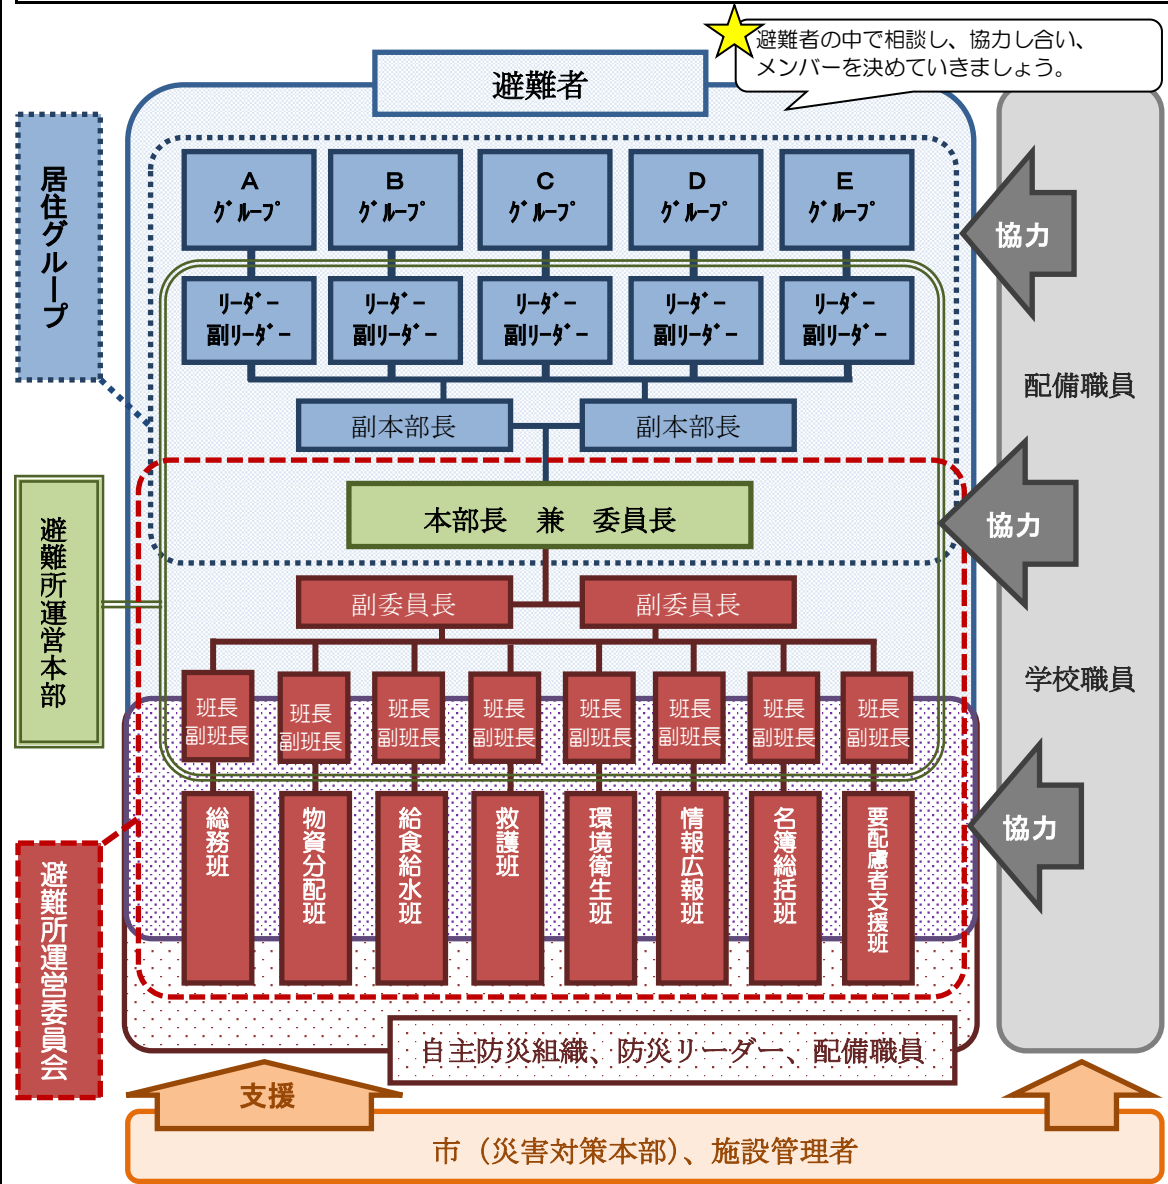 避難者の中で相談し、協力し合い、
メンバーを決めていきましょう。
避難者
居住グループ
A
グループ
B
グループ
C
グループ
D
グループ
E
グループ
協力
リーダー
副リーダー
リーダー
副リーダー
リーダー
副リーダー
リーダー
副リーダー
リーダー
副リーダー
配備職員
副本部長
副本部長
避難所運営本部
本部長　兼　委員長
協力
副委員長
副委員長
学校職員
班長
副班長
班長
副班長
班長
副班長
班長
副班長
班長
副班長
班長
副班長
班長
副班長
班長
副班長
総務班
物資分配班
給食給水班
救護班
環境衛生班
情報広報班
名簿総括班
要配慮者支援班
協力
避難所運営委員会
自主防災組織、防災リーダー、配備職員
支援
市（災害対策本部）、施設管理者